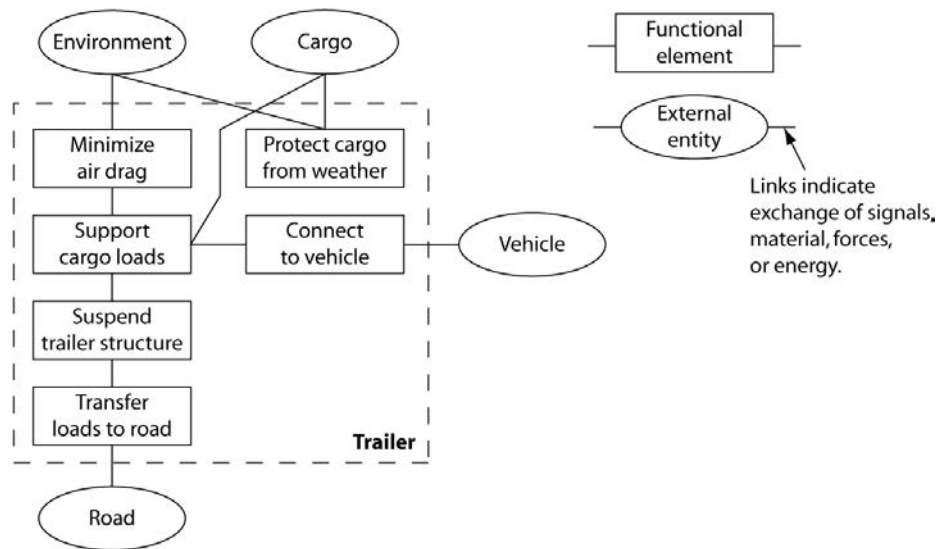 Environment
Cargo
Functional
element
External
entity
Links indicate
exchange of signals,
material, forces,
or energy.
Minimize
air drag
Protect cargo
from weather
Support
cargo loads
Connect
to vehicle
Vehicle
Suspend
trailer structure
Transfer
loads to road
Trailer
Road